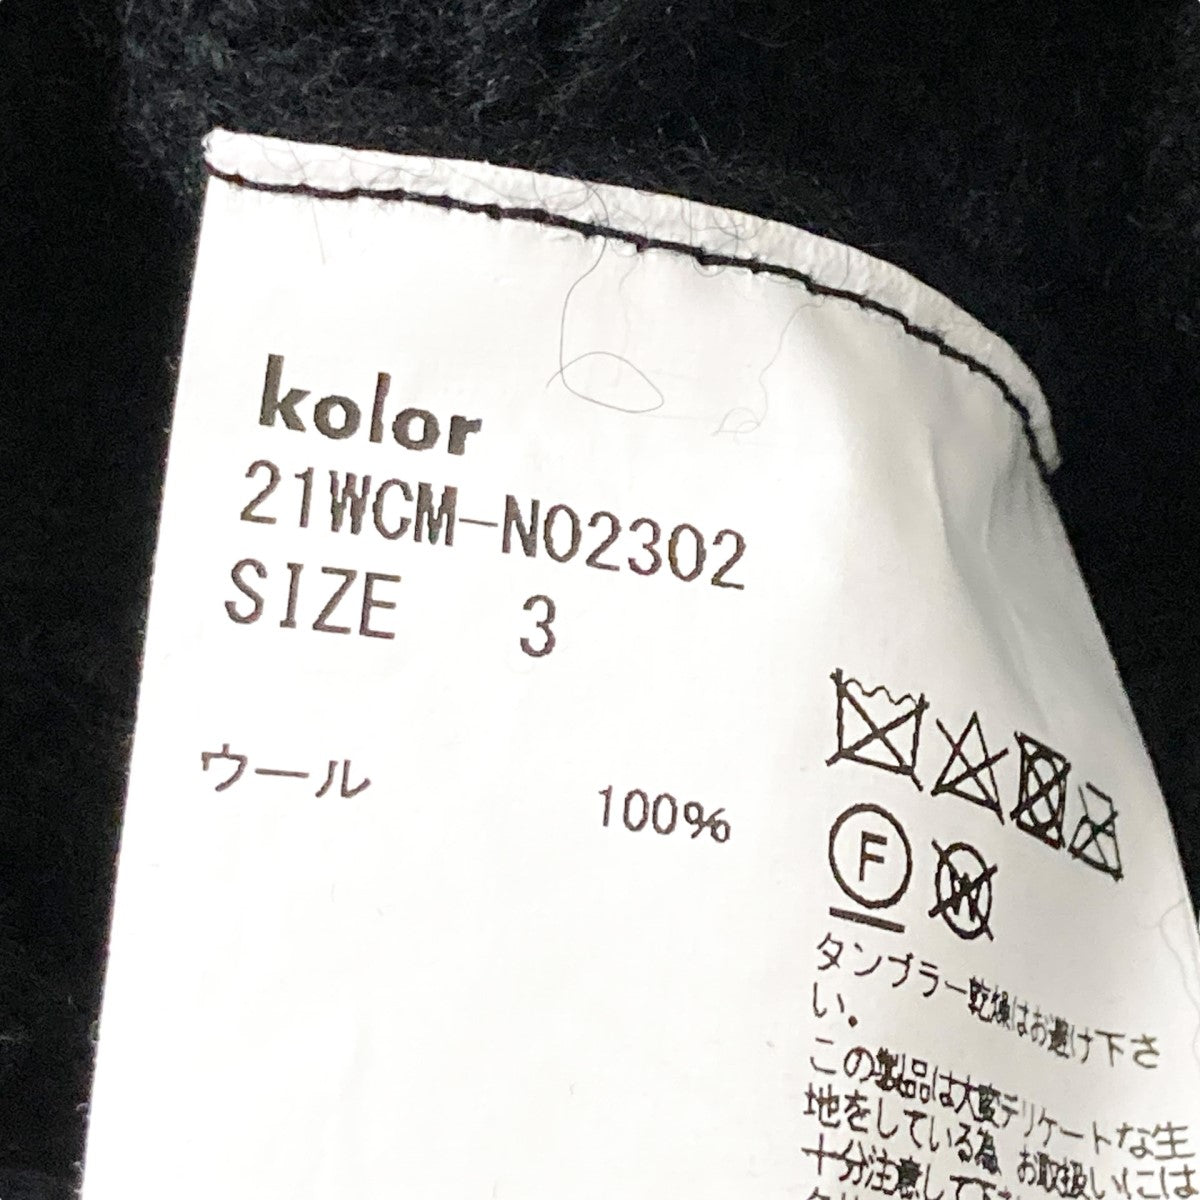 kolor
21WCM-N02302
SIZE 3
ウール 100%
F
W
タンブラー乾燥はお避け下さ
い.
この製品は大変デリケートな生
地をしている為 お取扱いには
十分注意して下